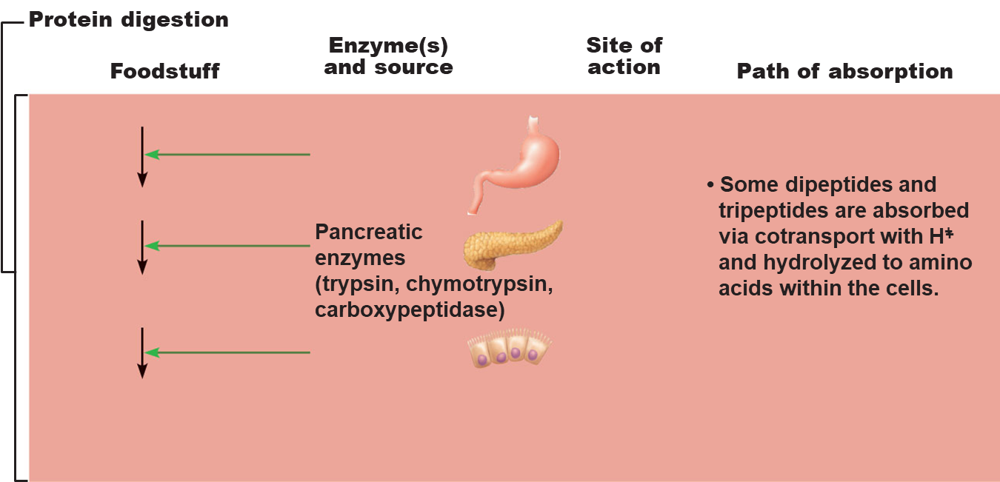 Protein digestion
Foodstuff
Enzyme(s)
and source
Site of
action
Path of absorption
Pancreatic
enzymes
(trypsin, chymotrypsin,
carboxypeptidase)
• Some dipeptides and
tripeptides are absorbed
via cotransport with H⁺
and hydrolyzed to amino
acids within the cells.